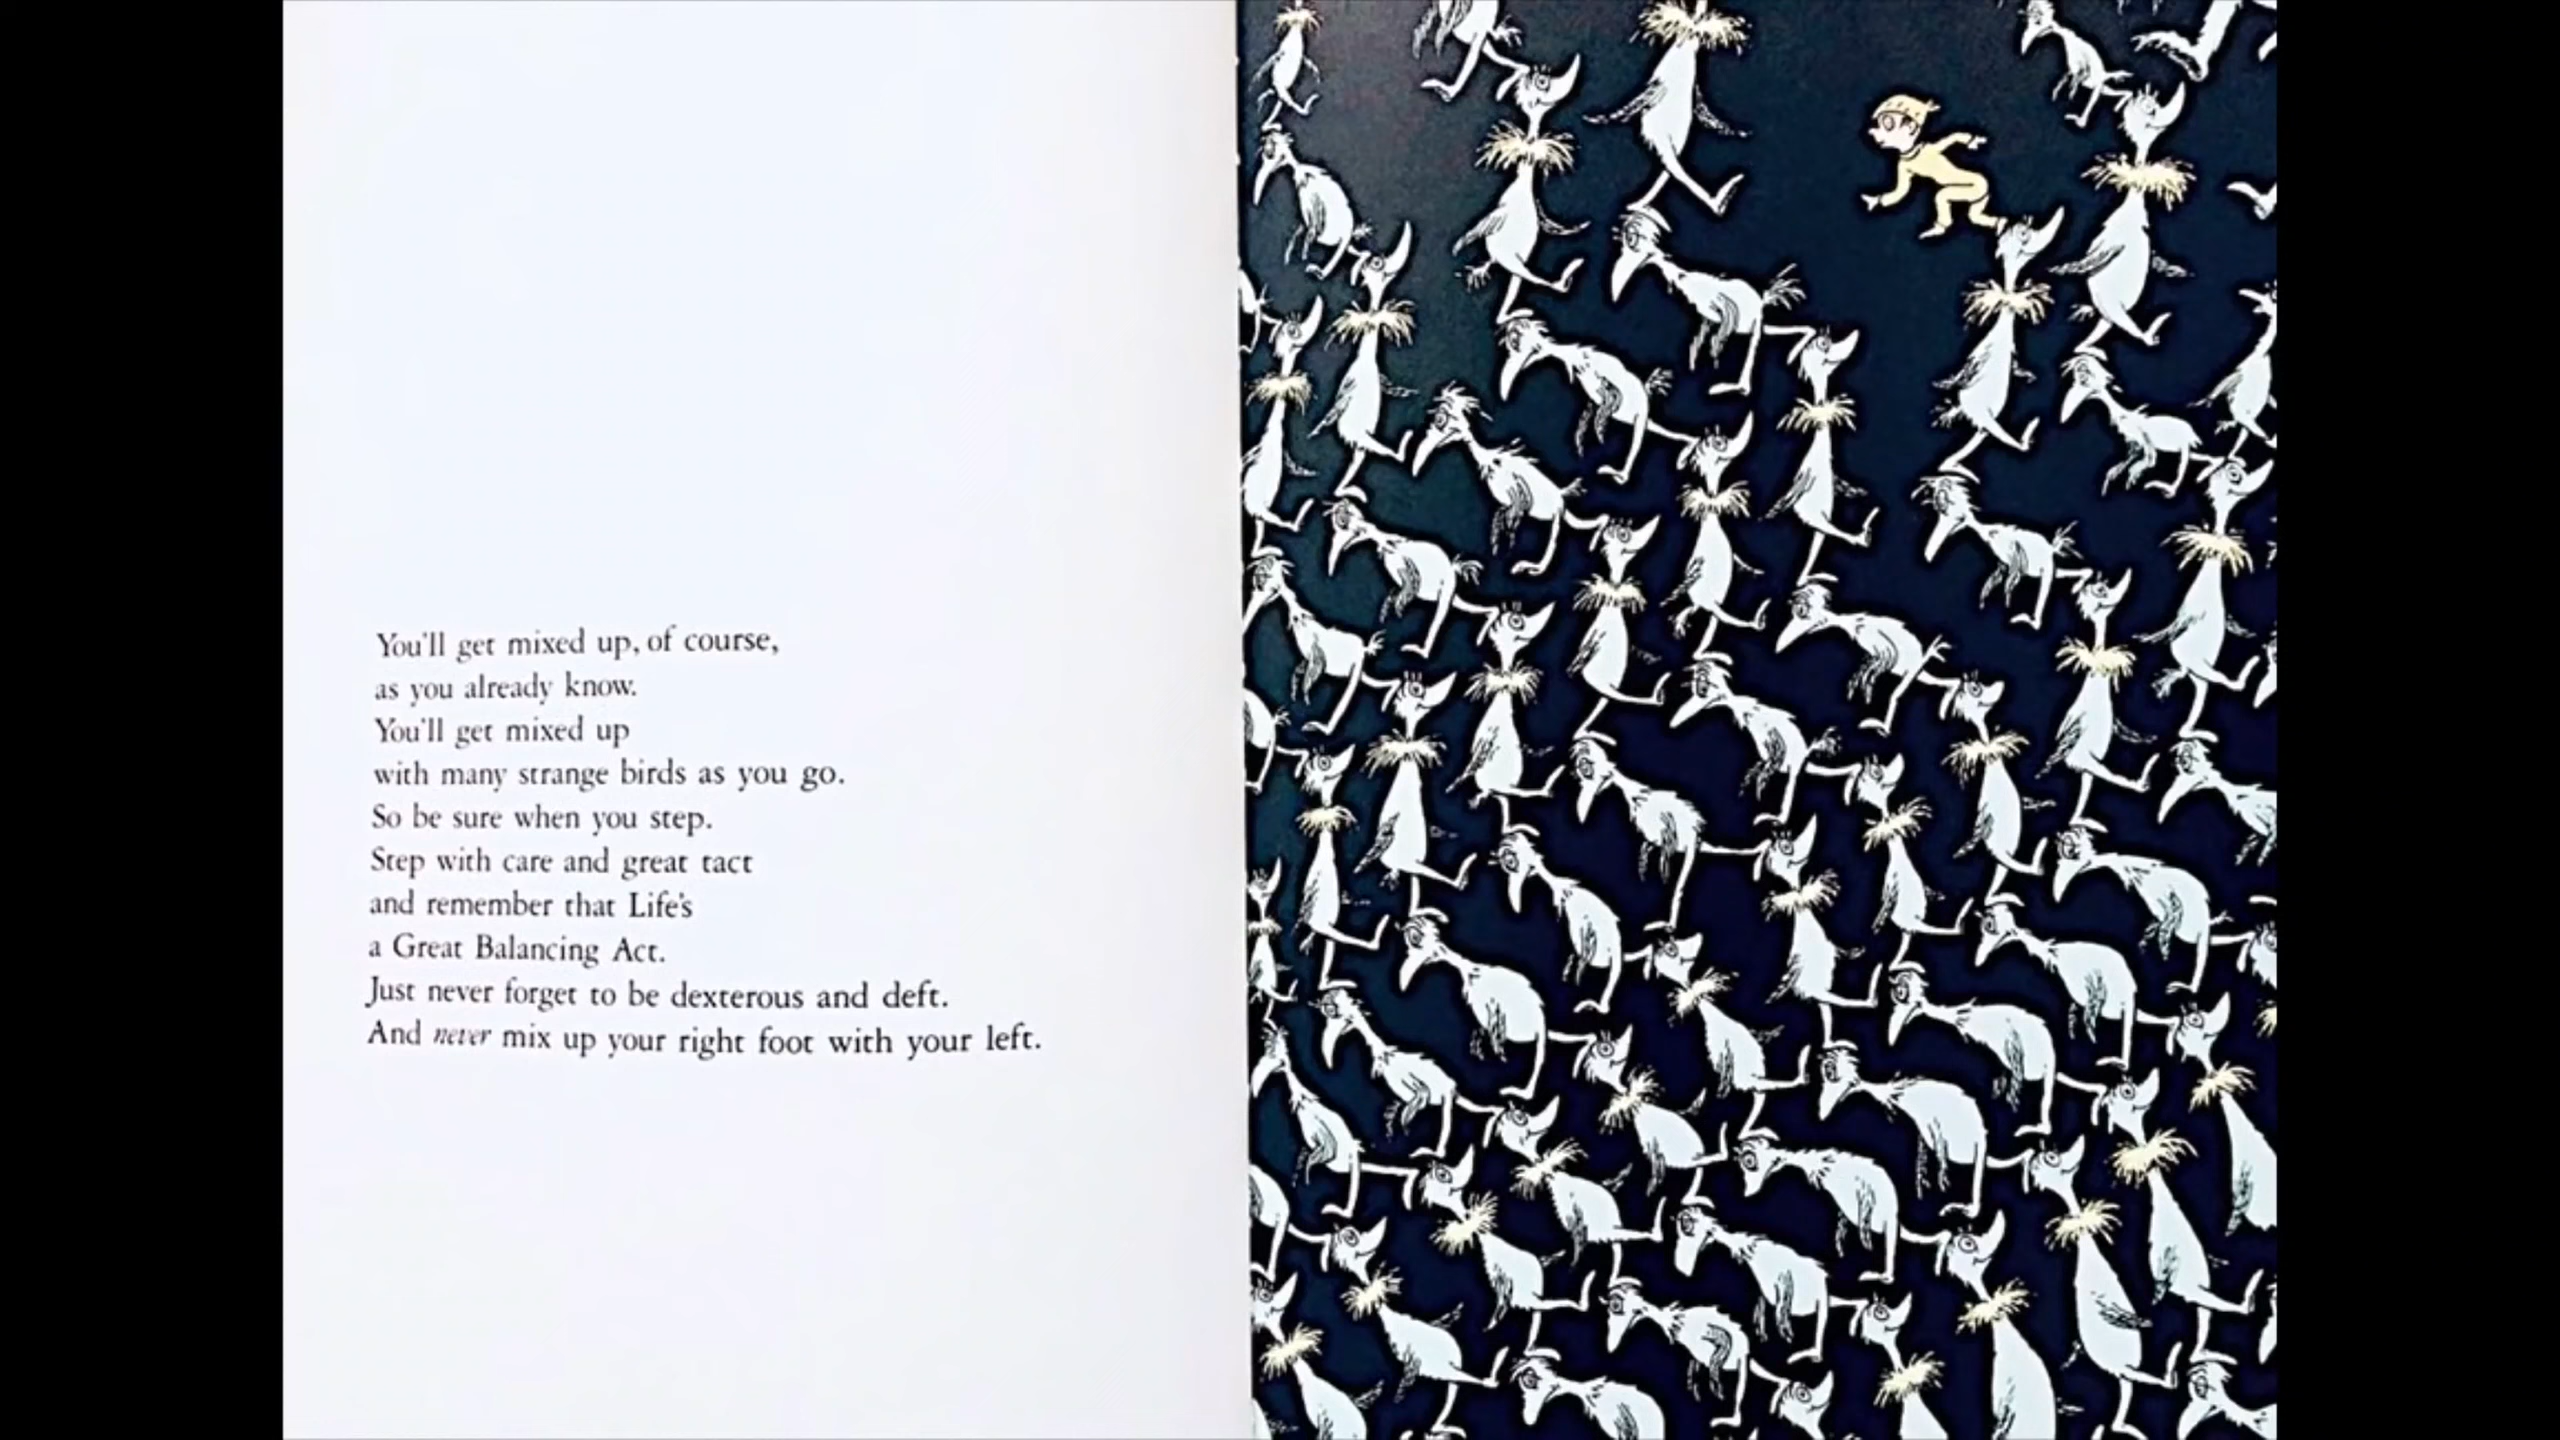 You'll get mixed up, of course,
as you already know.
You'll get mixed up
with many strange birds as you go.
So be sure when you step.
Step with care and great tact
and remember that Life's
a Great Balancing Act.
Just never forget to be dexterous and deft.
And never mix up your right foot with your left.